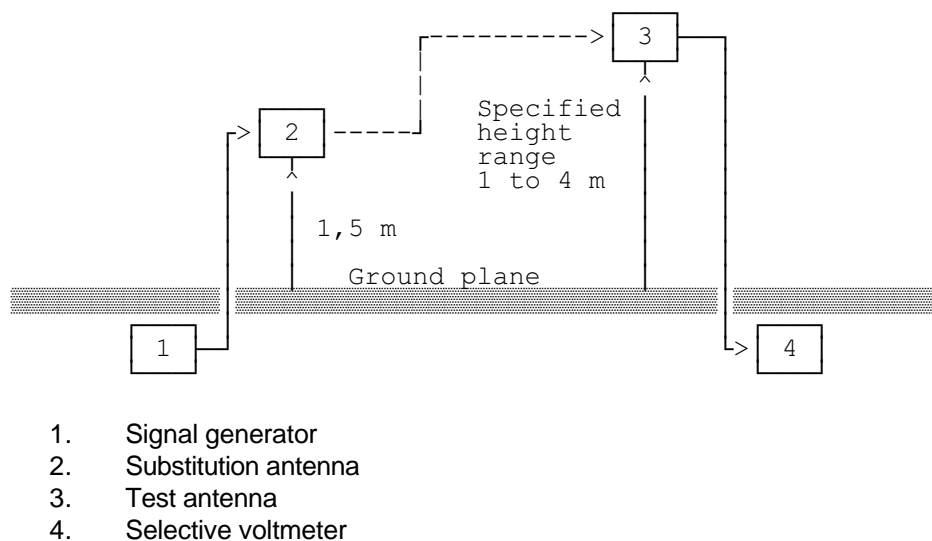 3
Specified
height
range
1 to 4 m
2
1,5 m
Ground plane
1
4
1. Signal generator
2. Substitution antenna
3. Test antenna
4. Selective voltmeter